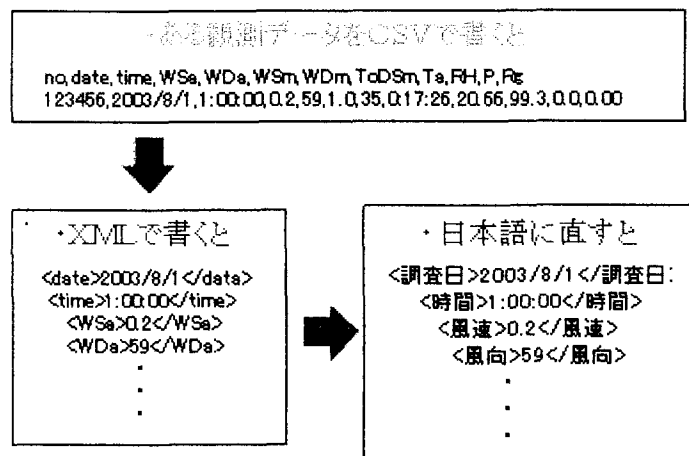 ・ある観測データをCSVで書くと
no,date,time,WSa,WDa,WSm,WDm,ToDSm,Ta,RH,P,Rg
123456,2003/8/1,1:00:00,0.2,59,1.0,35,0:17:26,20.66,99.3,0.0,0.00
・XMLで書くと
<date>2003/8/1</data>
<time>1:00:00</time>
<WSa>0.2</WSa>
<WDa>59</WDa>
・
・
・
・日本語に直すと
<調査日>2003/8/1</調査日:
<時間>1:00:00</時間>
<風速>0.2</風速>
<風向>59</風向>
・
・
・